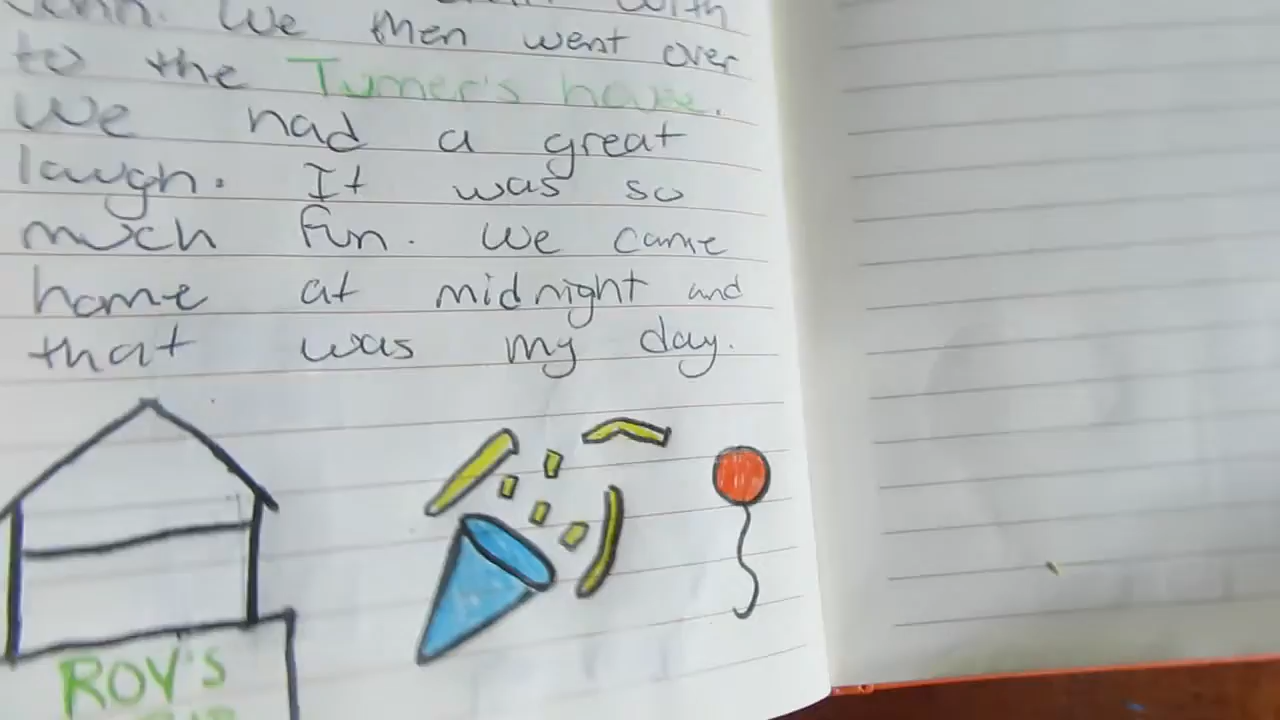 We then went over
to the Turner's house.
We had a great
laugh. It was so
much fun. We came
home at midnight and
that was my day.
ROY'S